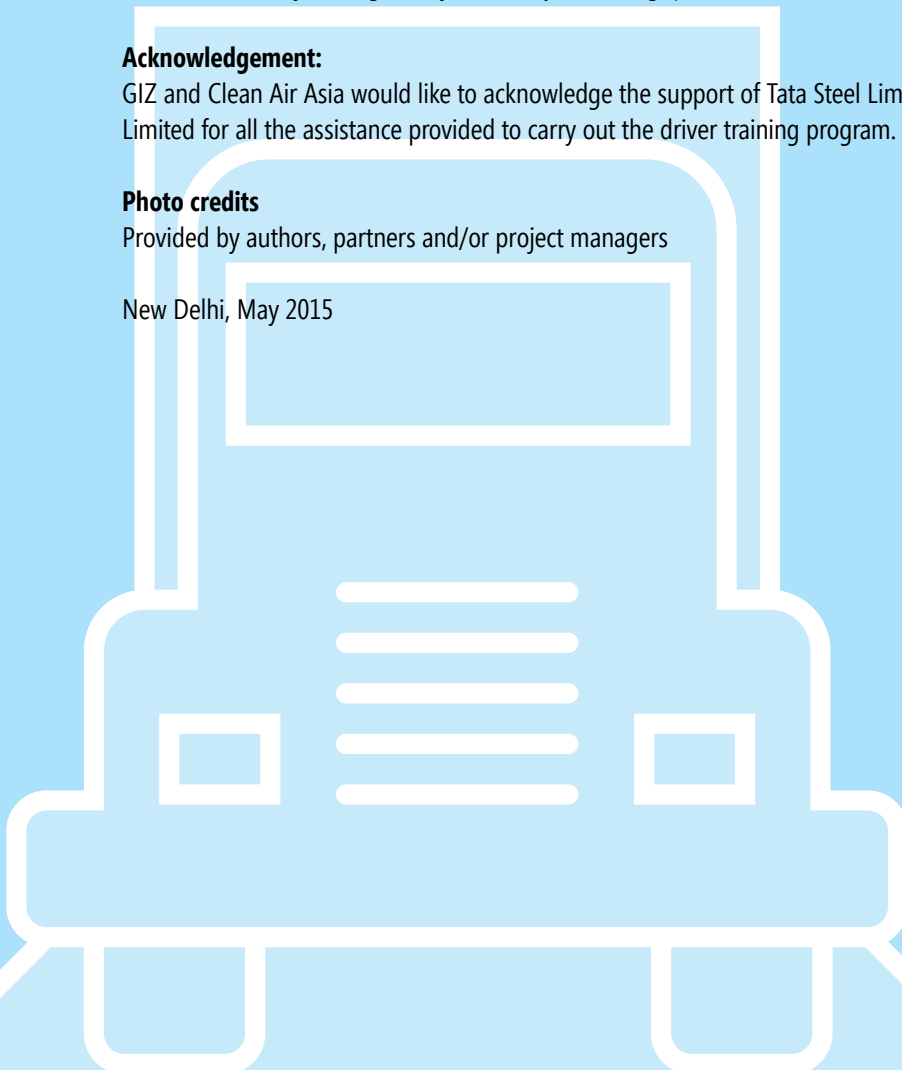 Acknowledgement:
GIZ and Clean Air Asia would like to acknowledge the support of Tata Steel Lim
Limited for all the assistance provided to carry out the driver training program.
Photo credits
Provided by authors, partners and/or project managers
New Delhi, May 2015